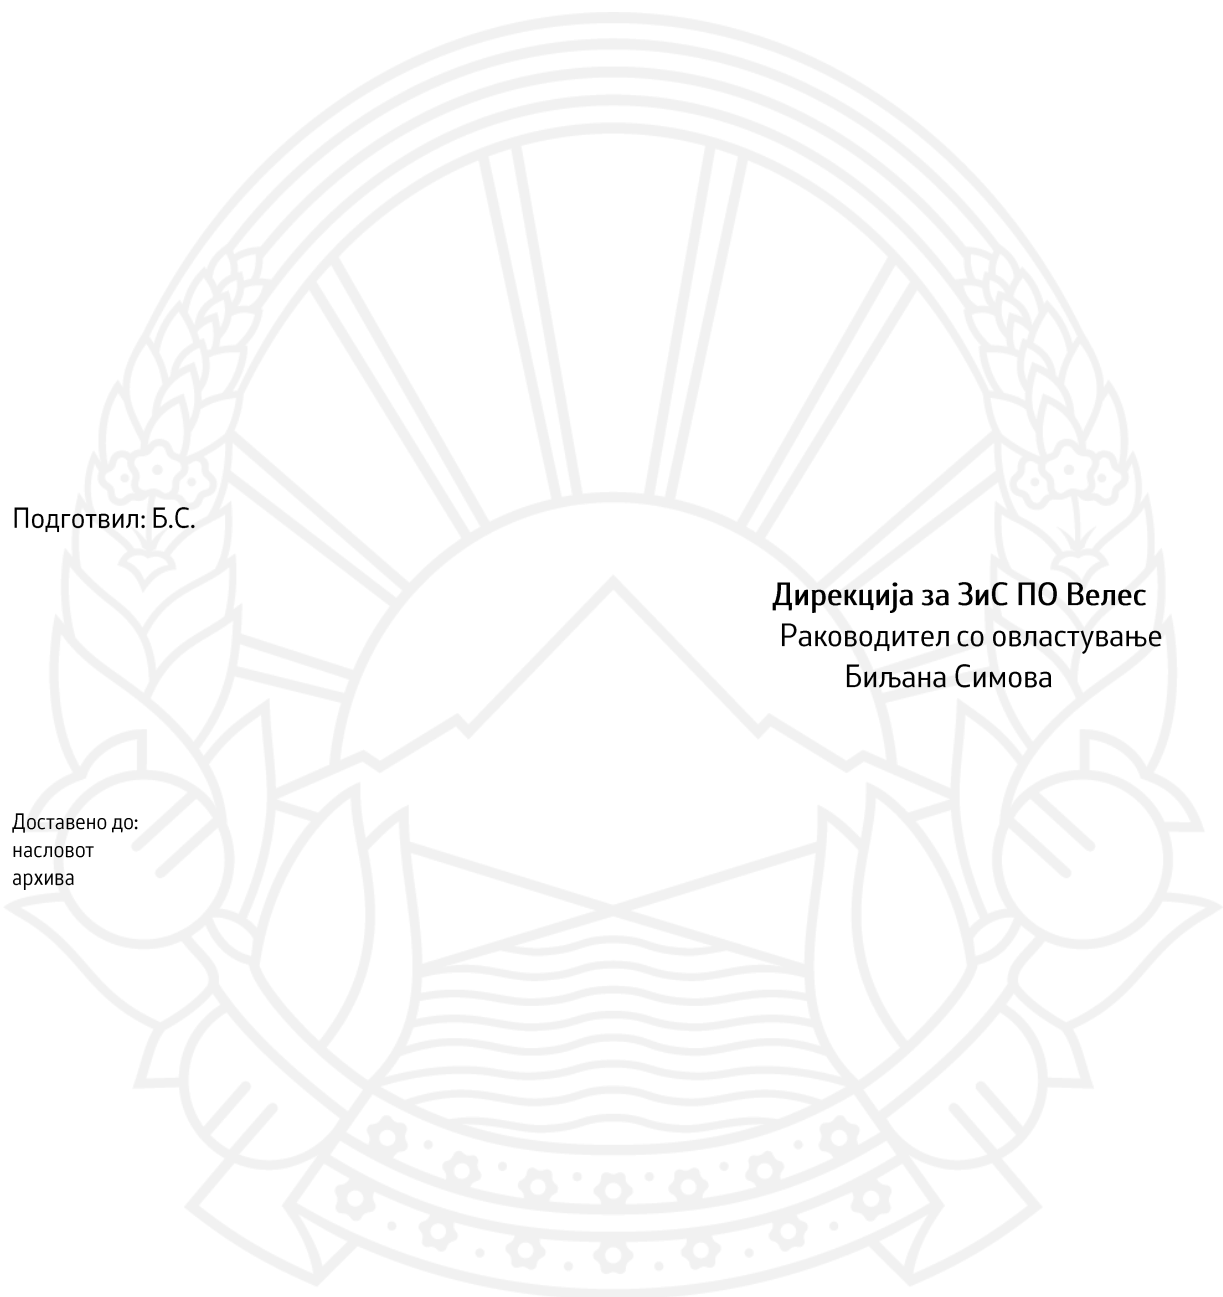 Подготвил: Б.С.
Дирекција за ЗиС ПО Велес
Раководител со овластување
Биљана Симова
Доставено до:
насловот
архива